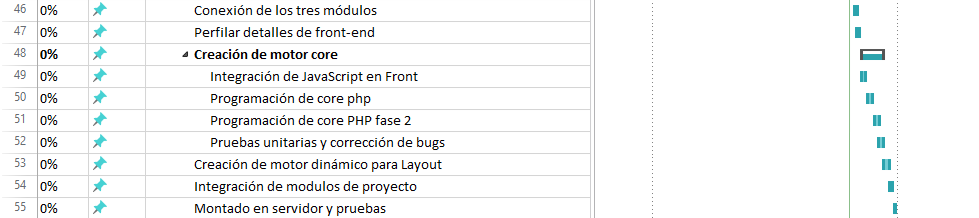 46 0% Conexión de los tres módulos
47 0% Perfilar detalles de front-end
48 0% Creación de motor core
49 0% Integración de JavaScript en Front
50 0% Programación de core php
51 0% Programación de core PHP fase 2
52 0% Pruebas unitarias y corrección de bugs
53 0% Creación de motor dinámico para Layout
54 0% Integración de modulos de proyecto
55 0% Montado en servidor y pruebas